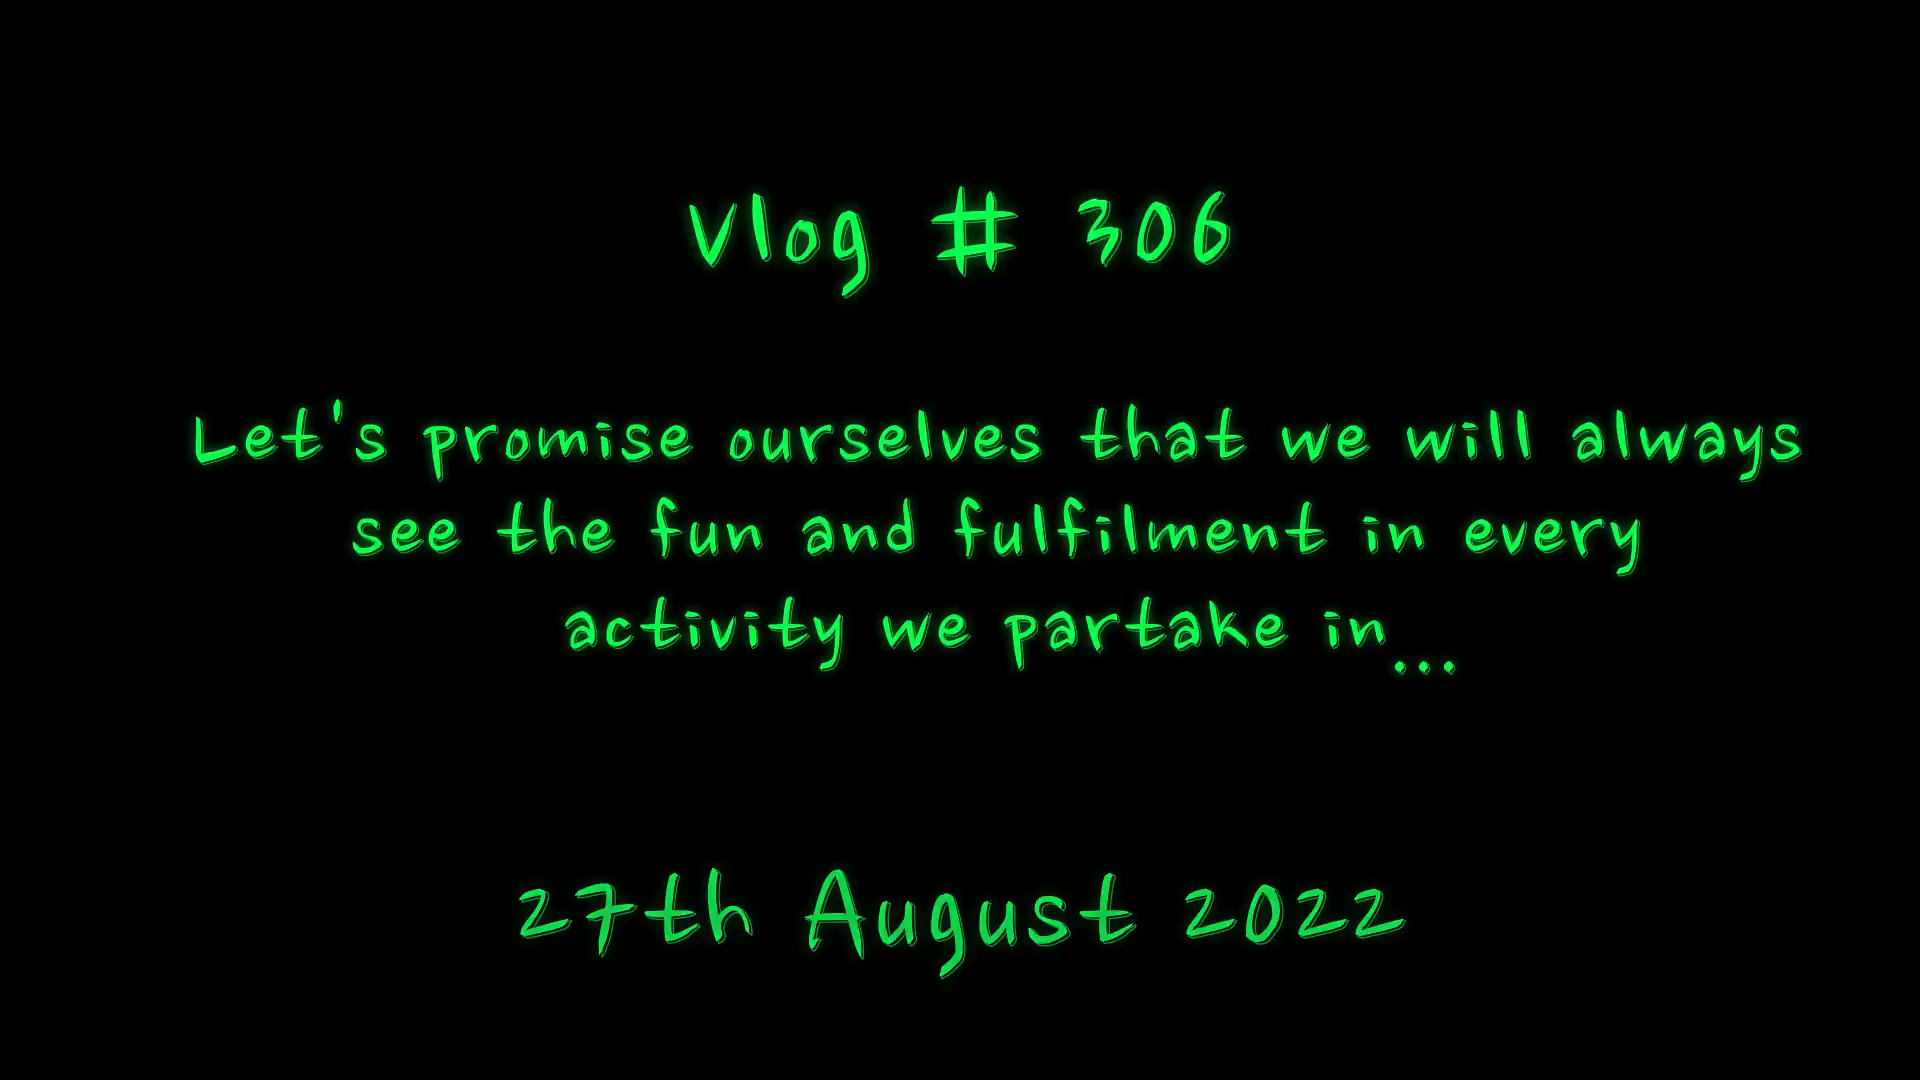 Vlog # 306
Let's promise ourselves that we will always
see the fun and fulfilment in every
activity we partake in...
27th August 2022